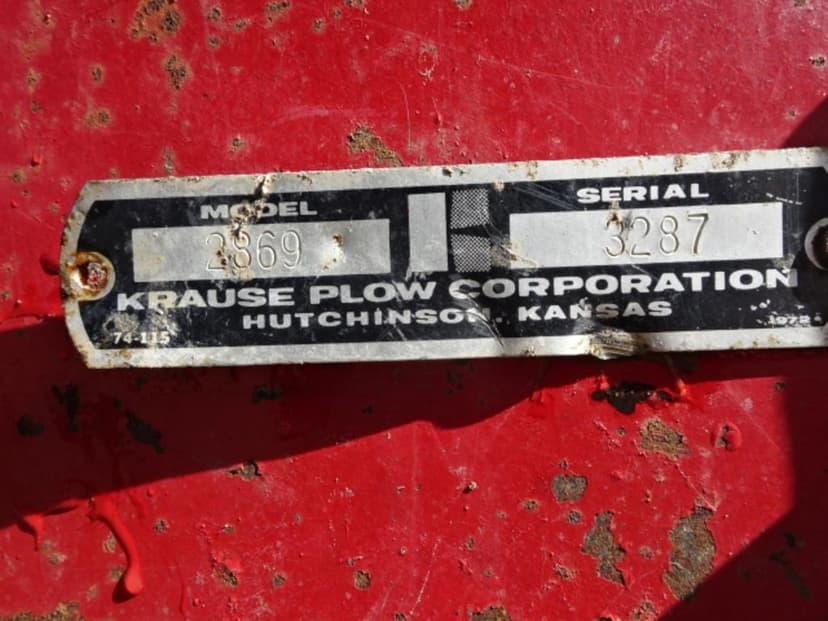 MODEL SERIAL
2869 3287
KRAUSE PLOW CORPORATION
HUTCHINSON, KANSAS
74-115 1972